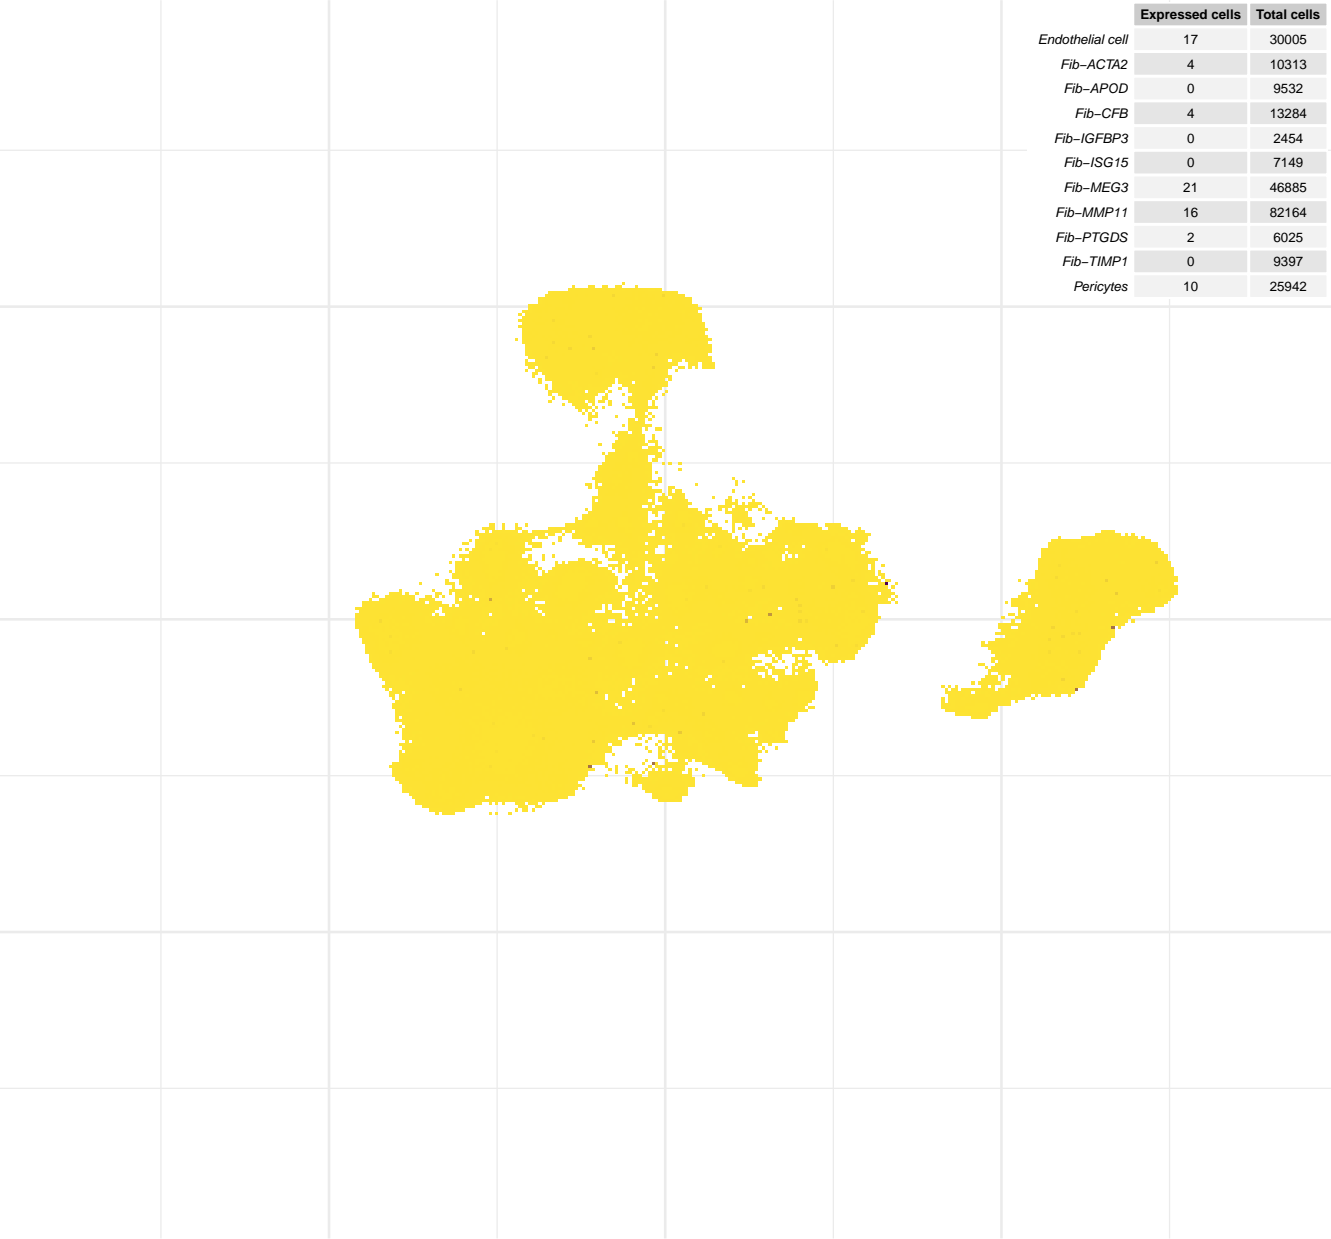 Expressed cells Total cells
Endothelial cell 17 30005
Fib−ACTA2 4 10313
Fib−APOD 0 9532
Fib−CFB 4 13284
Fib−IGFBP3 0 2454
Fib−ISG15 0 7149
Fib−MEG3 21 46885
Fib−MMP11 16 82164
Fib−PTGDS 2 6025
Fib−TIMP1 0 9397
Pericytes 10 25942